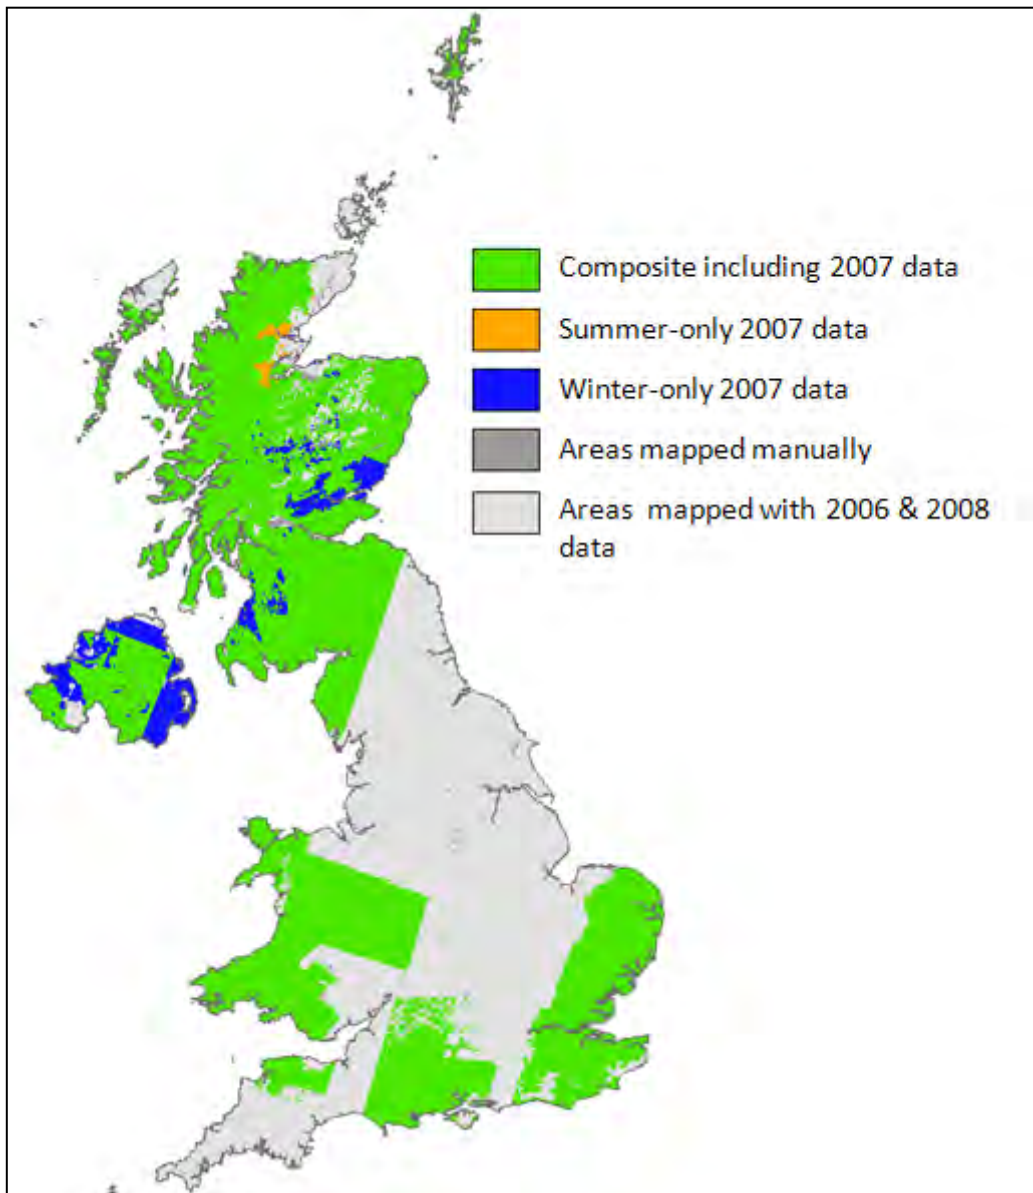 Composite including 2007 data
Summer-only 2007 data
Winter-only 2007 data
Areas mapped manually
Areas mapped with 2006 & 2008
data